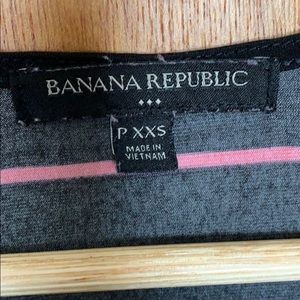 BANANA REPUBLIC
P XXS
MADE IN
VIETNAM